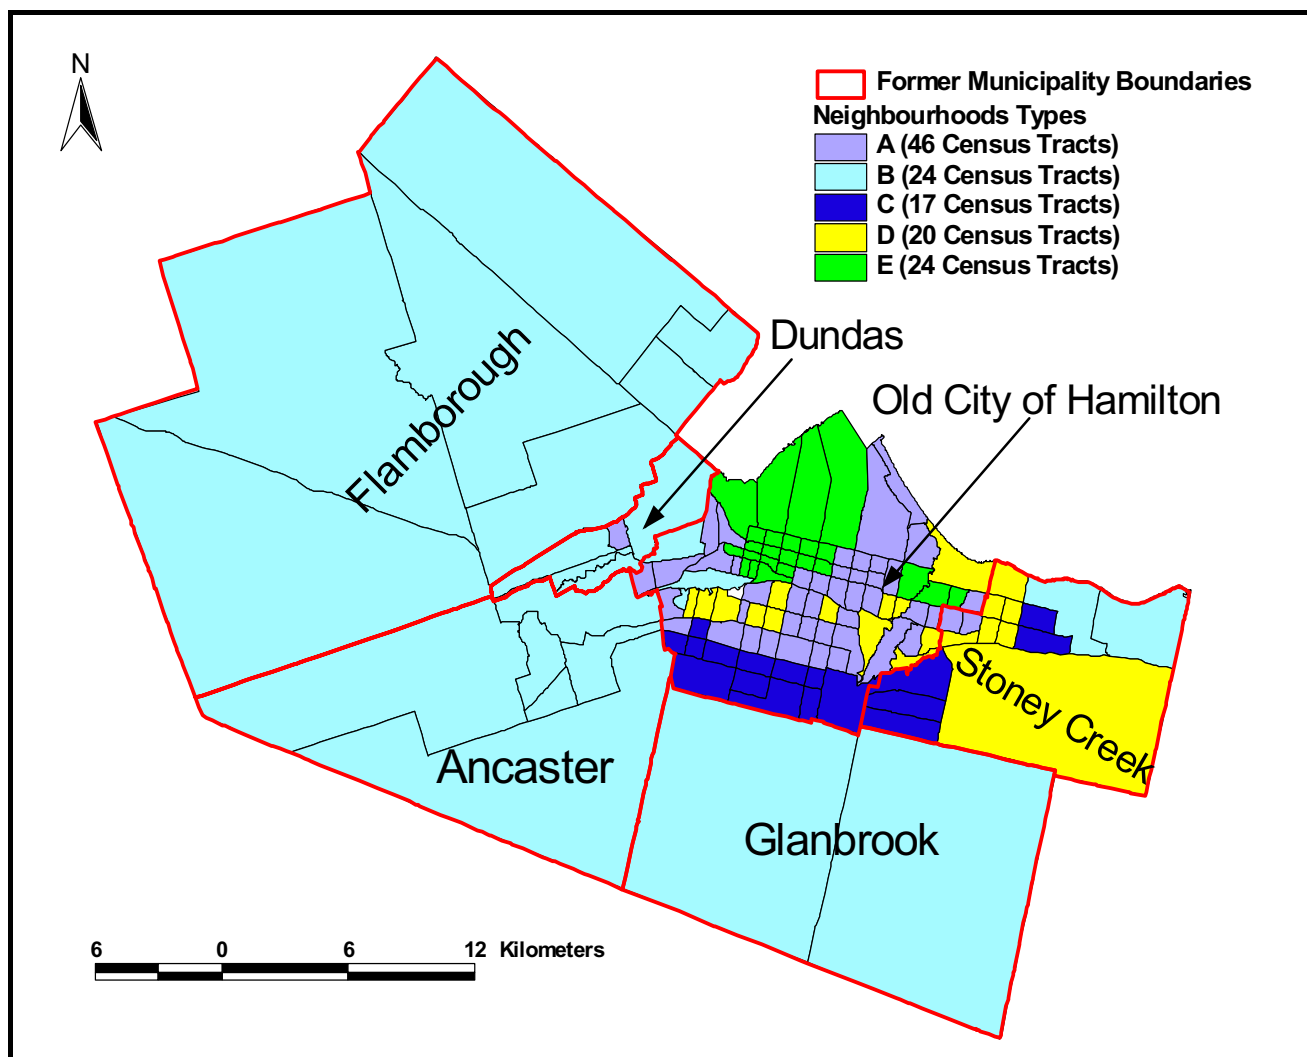 N
Former Municipality Boundaries
Neighbourhoods Types
A (46 Census Tracts)
B (24 Census Tracts)
C (17 Census Tracts)
D (20 Census Tracts)
E (24 Census Tracts)
Dundas
Old City of Hamilton
Flamborough
Stoney Creek
Ancaster
Glanbrook
6 0 6 12 Kilometers